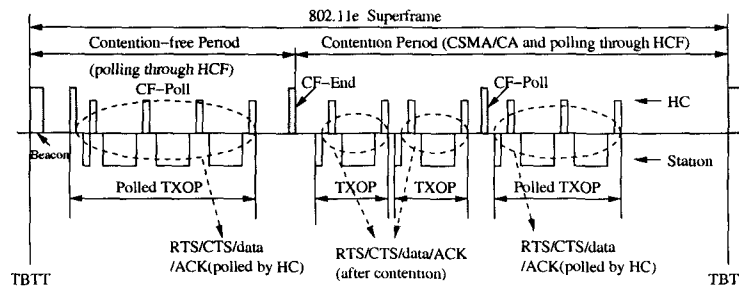 802.11e Superframe
Contention-free Period
Contention Period (CSMA/CA and polling through HCF)
(polling through HCF)
CF-Poll
CF-End
CF-Poll
HC
Beacon
Station
Polled TXOP
TXOP
TXOP
Polled TXOP
RTS/CTS/data
/ACK(polled by HC)
RTS/CTS/data/ACK
(after contention)
RTS/CTS/data
/ACK(polled by HC)
TBTT
TBT